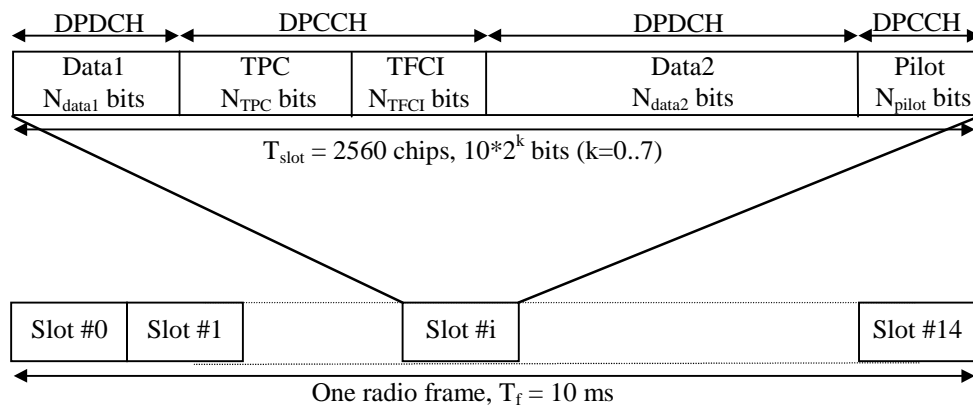 DPDCH DPCCH DPDCH DPCCH
Data1 TPC TFCI Data2 Pilot
N_data1 bits N_TPC bits N_TFCI bits N_data2 bits N_pilot bits
T_slot = 2560 chips, 10*2^k bits (k=0..7)
Slot #0 Slot #1 Slot #i Slot #14
One radio frame, T_f = 10 ms